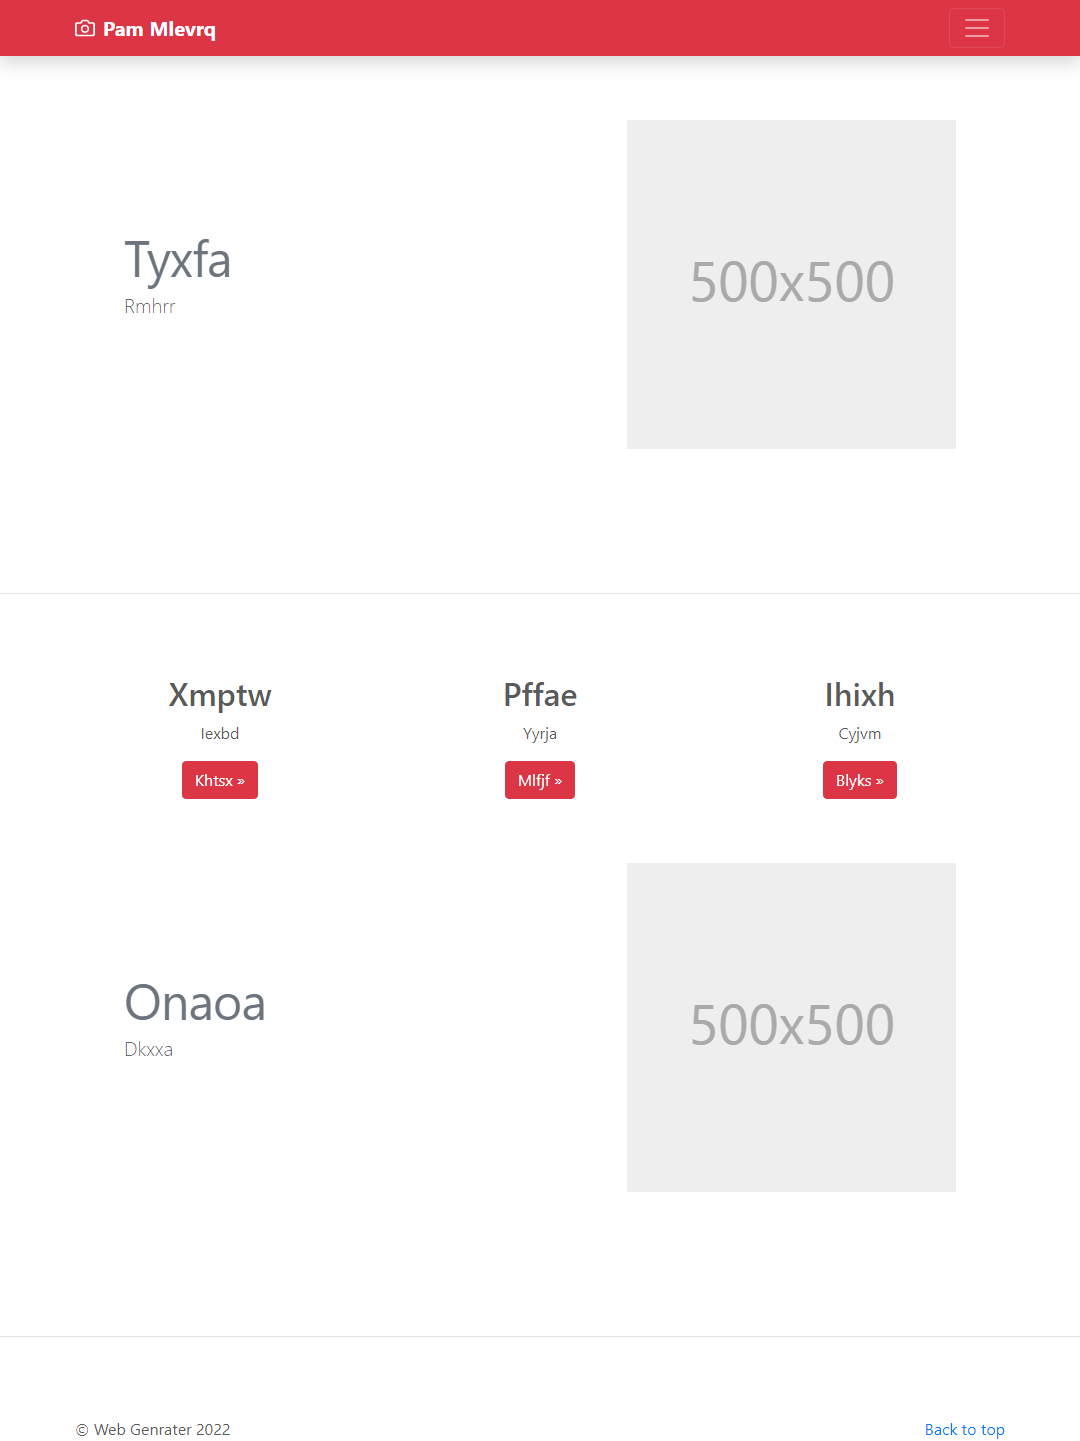 Pam Mlevrq
Tyxfa
Rmhrr
500x500
Xmptw
Iexbd
Khtsx »
Pffae
Yyrja
Mlfjf »
Ihixh
Cyjvm
Blyks »
Onaoa
Dkxxa
500x500
© Web Genrater 2022
Back to top